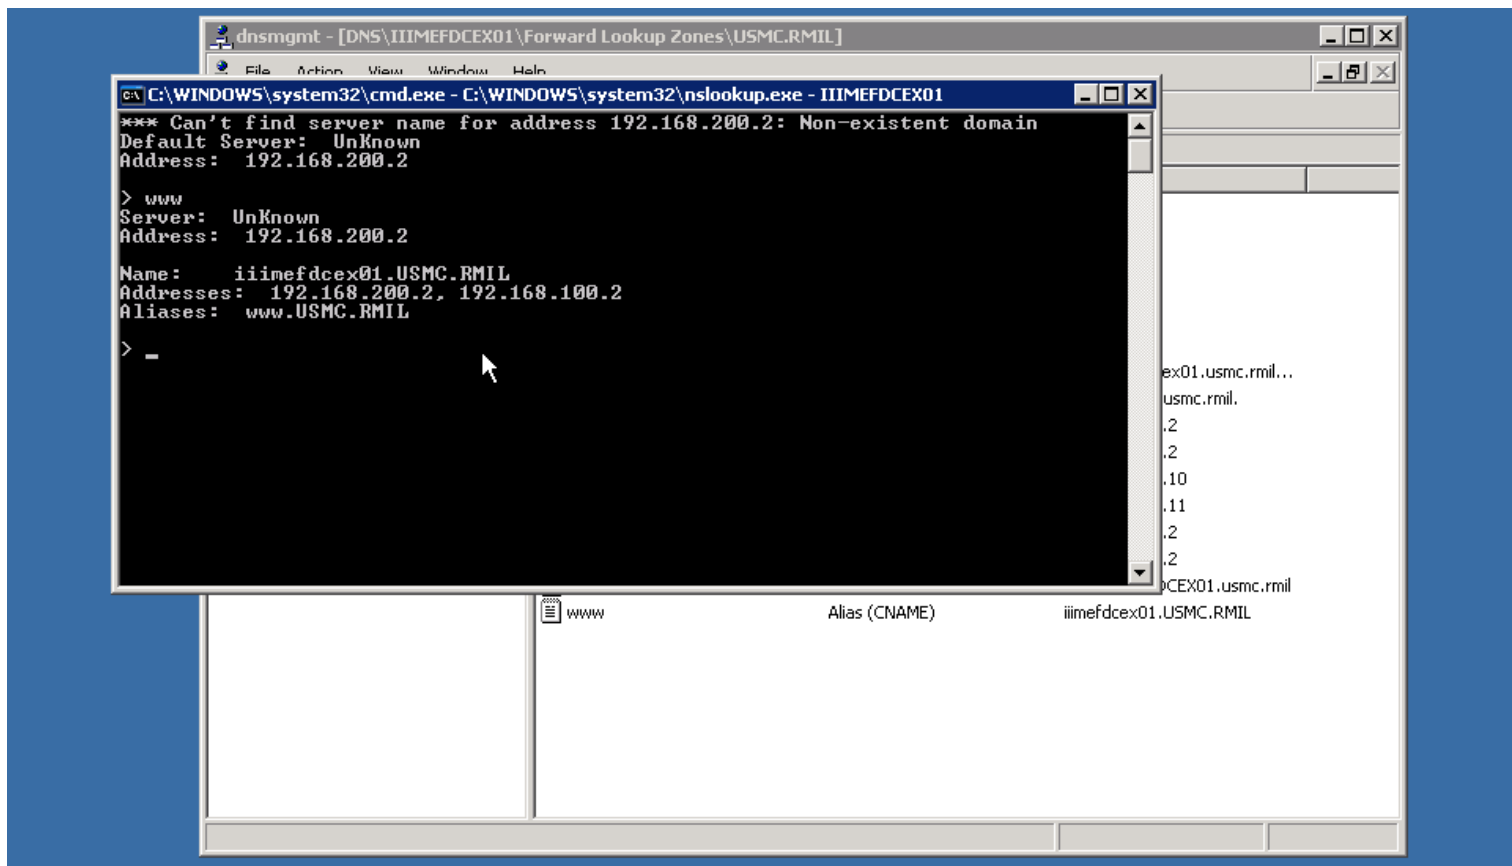 dnsmgmt - [DNS\IIIMEFDCEX01\Forward Lookup Zones\USMC.RMIL]
File Action View Window Help
C:\WINDOWS\system32\cmd.exe - C:\WINDOWS\system32\nslookup.exe - IIIMEFDCEX01
*** Can't find server name for address 192.168.200.2: Non-existent domain
Default Server: UnKnown
Address: 192.168.200.2
> www
Server: UnKnown
Address: 192.168.200.2
Name: iiimefdcex01.USMC.RMIL
Addresses: 192.168.200.2, 192.168.100.2
Aliases: www.USMC.RMIL
> _
ex01.usmc.rmil...
usmc.rmil.
.2
.2
.10
.11
.2
.2
CEX01.usmc.rmil
www Alias (CNAME) iiimefdcex01.USMC.RMIL